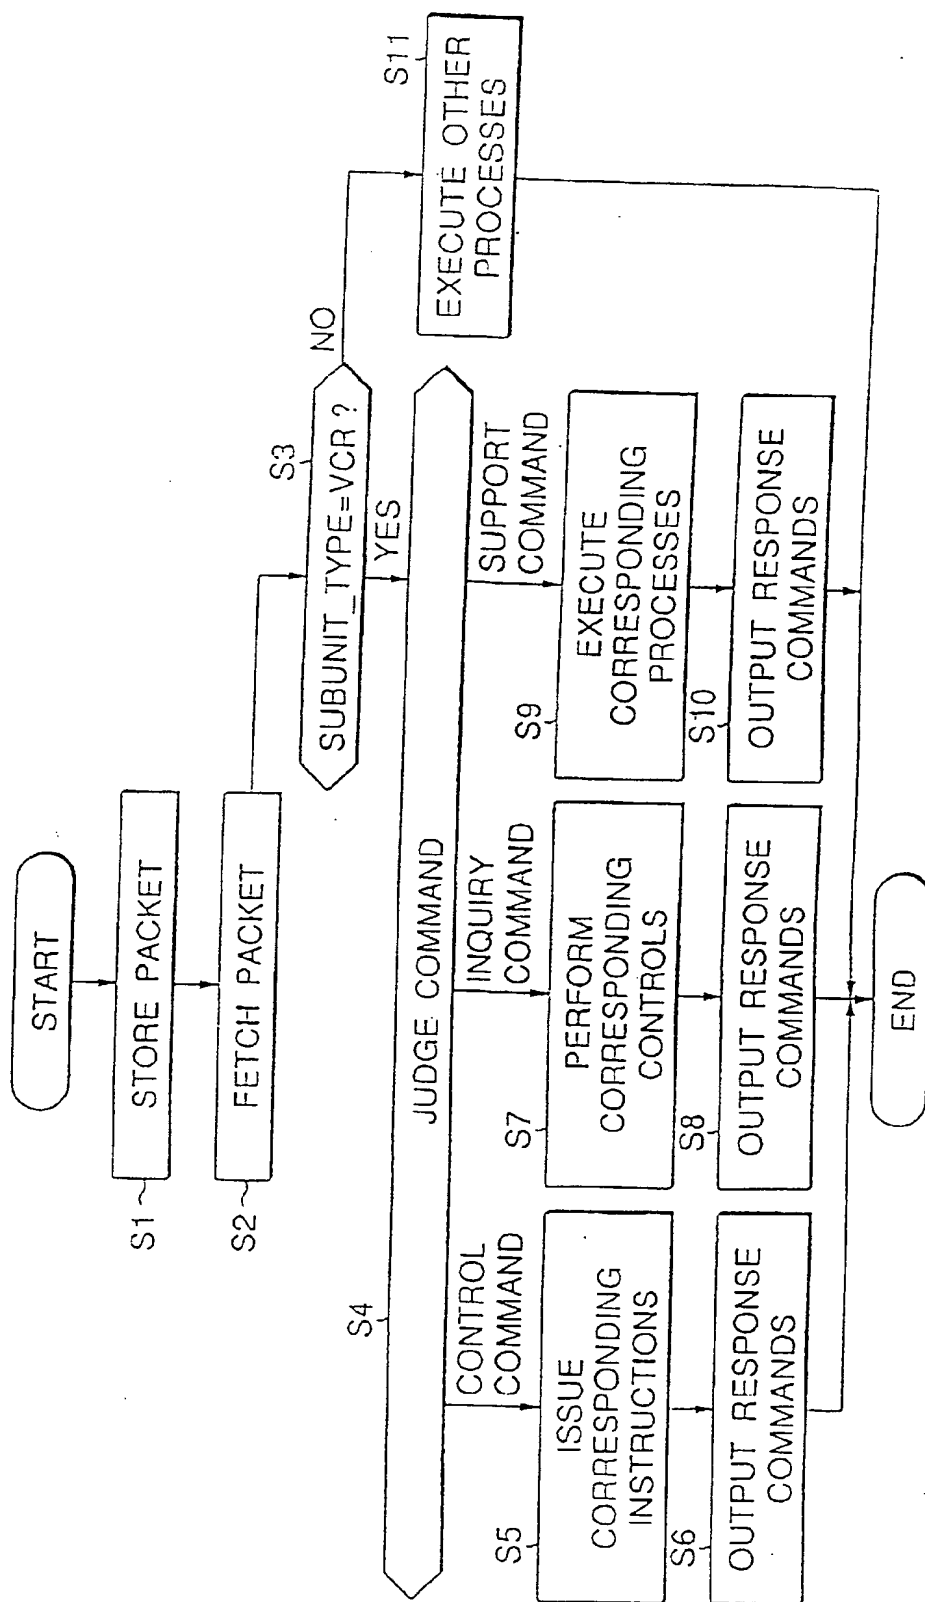 START
S1
STORE PACKET
S2
FETCH PACKET
S3
SUBUNIT_TYPE=VCR ?
NO
YES
S11
EXECUTE OTHER
PROCESSES
S4
JUDGE COMMAND
CONTROL
COMMAND
INQUIRY
COMMAND
SUPPORT
COMMAND
S5
ISSUE
CORRESPONDING
INSTRUCTIONS
S7
PERFORM
CORRESPONDING
CONTROLS
S9
EXECUTE
CORRESPONDING
PROCESSES
S6
OUTPUT RESPONSE
COMMANDS
S8
OUTPUT RESPONSE
COMMANDS
S10
OUTPUT RESPONSE
COMMANDS
END